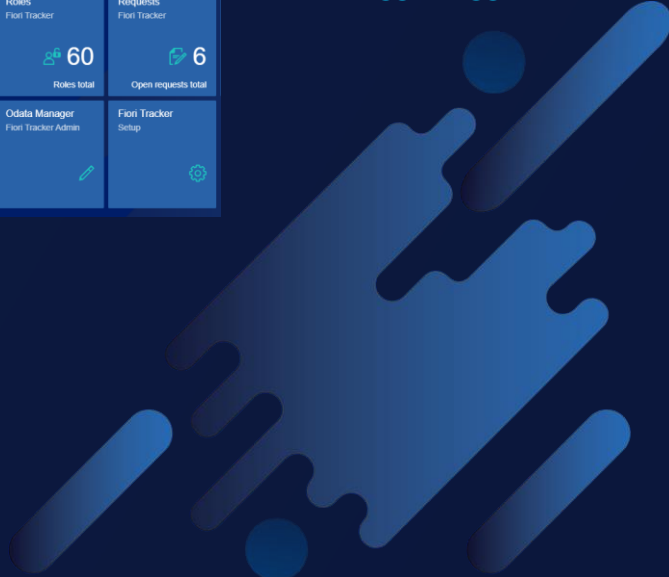 Roles
Fiori Tracker
60
Roles total
Requests
Fiori Tracker
6
Open requests total
Odata Manager
Fiori Tracker Admin
Fiori Tracker
Setup